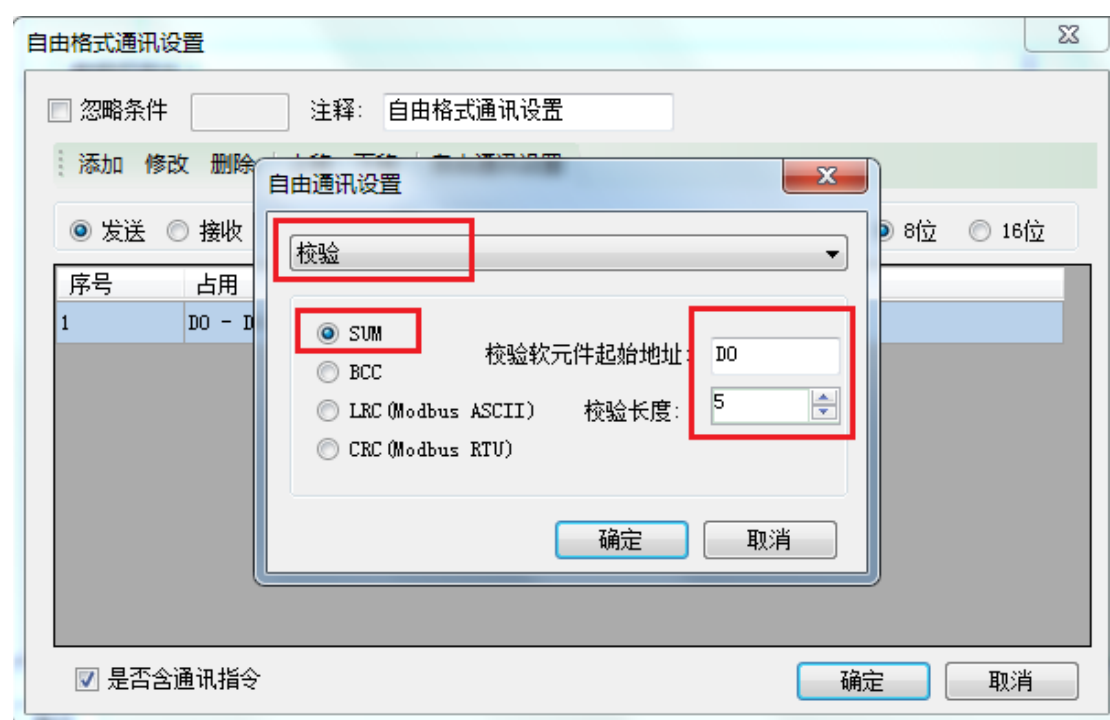 自由格式通讯设置
忽略条件 注释: 自由格式通讯设置
添加 修改 删除
自由通讯设置
发送 接收 8位 16位
校验
序号 占用
1 D0 - D
SUM
校验软元件起始地址: D0
BCC
LRC(Modbus ASCII) 校验长度: 5
CRC(Modbus RTU)
确定 取消
是否含通讯指令 确定 取消